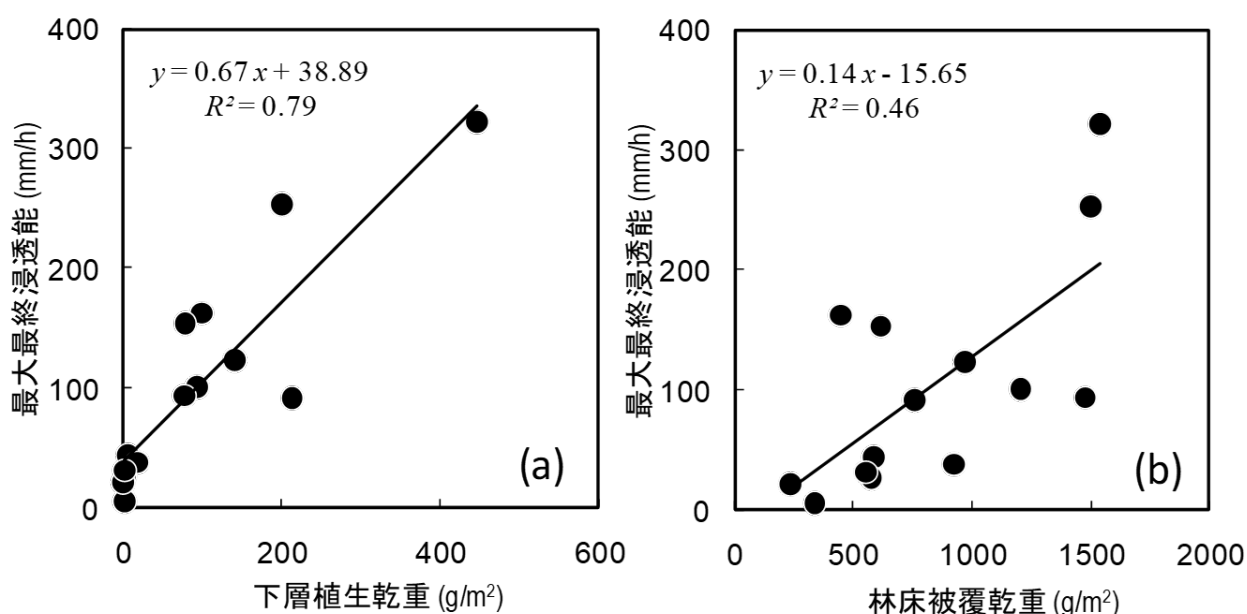 400
300
200
100
0
最大最終浸透能 (mm/h)
y = 0.67 x + 38.89
R² = 0.79
(a)
0 200 400 600
下層植生乾重 (g/m²)
400
300
200
100
0
最大最終浸透能 (mm/h)
y = 0.14 x - 15.65
R² = 0.46
(b)
0 500 1000 1500 2000
林床被覆乾重 (g/m²)